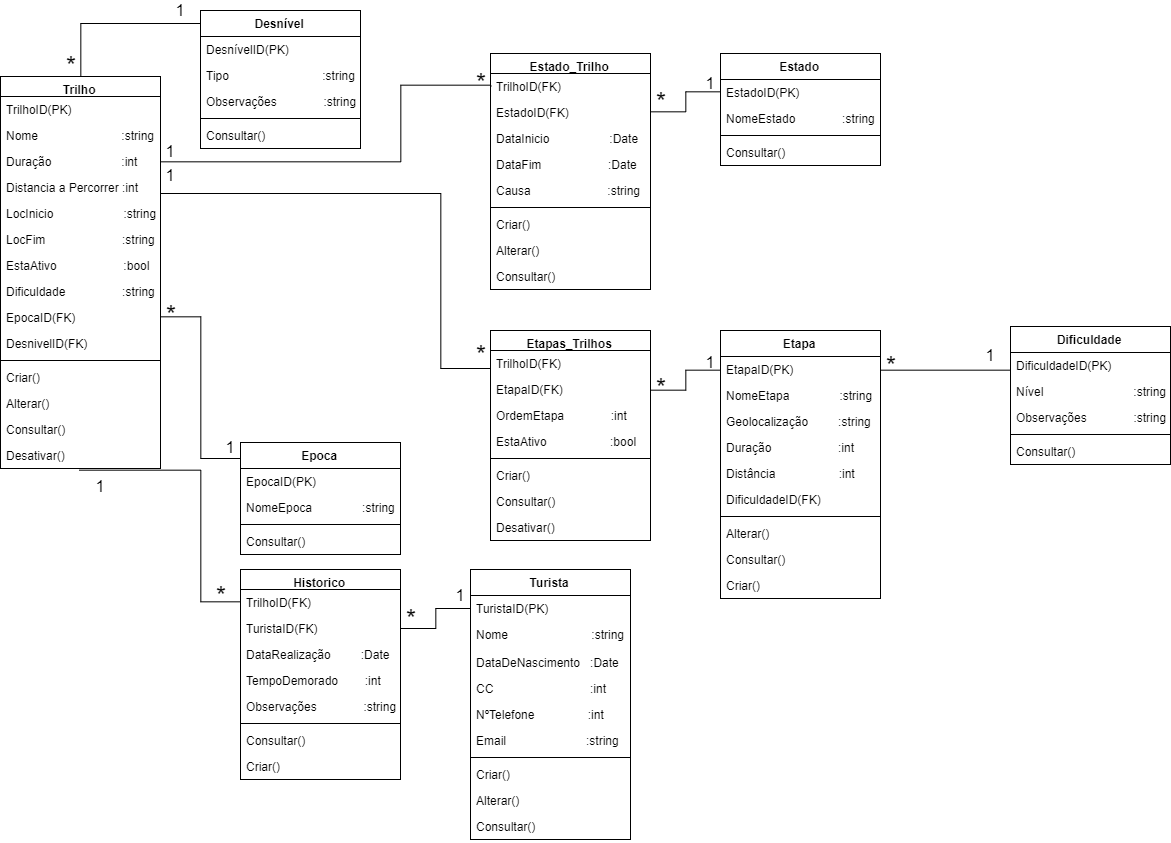 1
*
Desnível
DesnívelID(PK)
Tipo :string
Observações :string
Consultar()
Trilho
TrilhoID(PK)
Nome :string
Duração :int
Distancia a Percorrer :int
LocInicio :string
LocFim :string
EstaAtivo :bool
Dificuldade :string
EpocaID(FK)
DesnivelID(FK)
Criar()
Alterar()
Consultar()
Desativar()
1
1
*
1
1
*
Estado_Trilho
TrilhoID(FK)
EstadoID(FK)
DataInicio :Date
DataFim :Date
Causa :string
Criar()
Alterar()
Consultar()
*
1
Estado
EstadoID(PK)
NomeEstado :string
Consultar()
*
Etapas_Trilhos
TrilhoID(FK)
EtapaID(FK)
OrdemEtapa :int
EstaAtivo :bool
Criar()
Consultar()
Desativar()
*
1
Etapa
EtapaID(PK)
NomeEtapa :string
Geolocalização :string
Duração :int
Distância :int
DificuldadeID(FK)
Alterar()
Consultar()
Criar()
*
1
Dificuldade
DificuldadeID(PK)
Nível :string
Observações :string
Consultar()
Epoca
EpocaID(PK)
NomeEpoca :string
Consultar()
*
Historico
TrilhoID(FK)
TuristaID(FK)
DataRealização :Date
TempoDemorado :int
Observações :string
Consultar()
Criar()
*
1
Turista
TuristaID(PK)
Nome :string
DataDeNascimento :Date
CC :int
NºTelefone :int
Email :string
Criar()
Alterar()
Consultar()